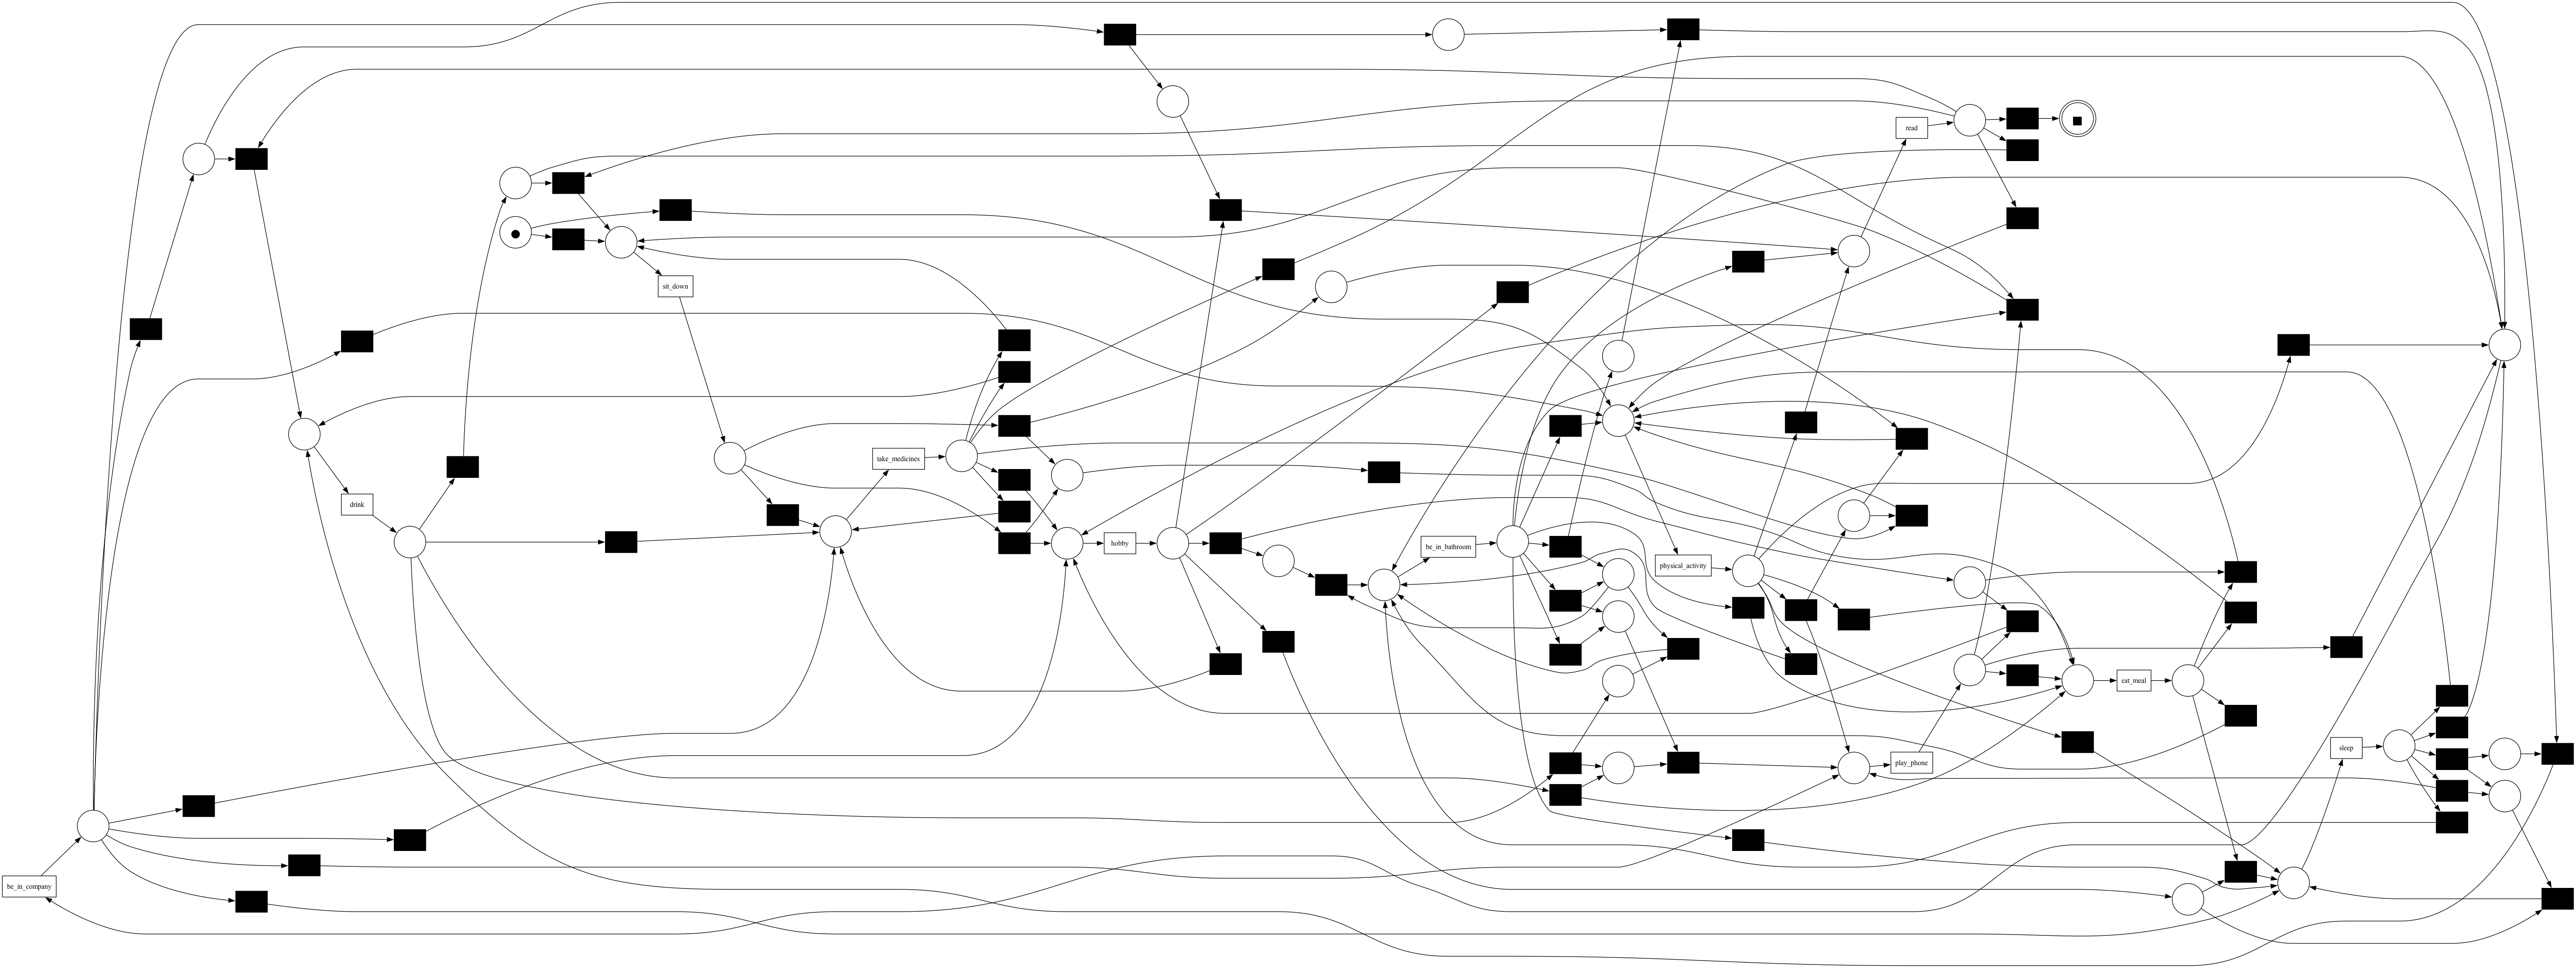 read
sit_down
take_medicines
drink
hobby
be_in_bathroom
physical_activity
eat_meal
sleep
play_phone
be_in_company